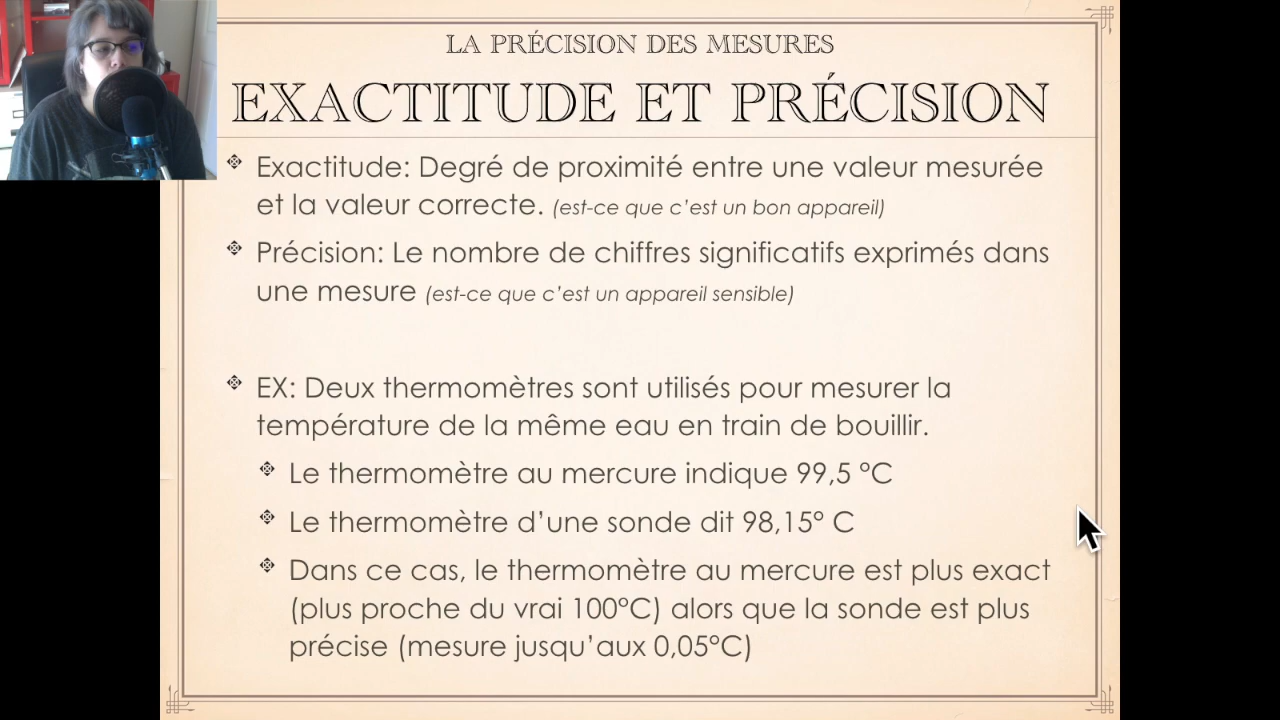 LA PRÉCISION DES MESURES
EXACTITUDE ET PRÉCISION
Exactitude: Degré de proximité entre une valeur mesurée
et la valeur correcte. (est-ce que c’est un bon appareil)
Précision: Le nombre de chiffres significatifs exprimés dans
une mesure (est-ce que c’est un appareil sensible)
EX: Deux thermomètres sont utilisés pour mesurer la
température de la même eau en train de bouillir.
Le thermomètre au mercure indique 99,5 °C
Le thermomètre d’une sonde dit 98,15° C
Dans ce cas, le thermomètre au mercure est plus exact
(plus proche du vrai 100°C) alors que la sonde est plus
précise (mesure jusqu’aux 0,05°C)